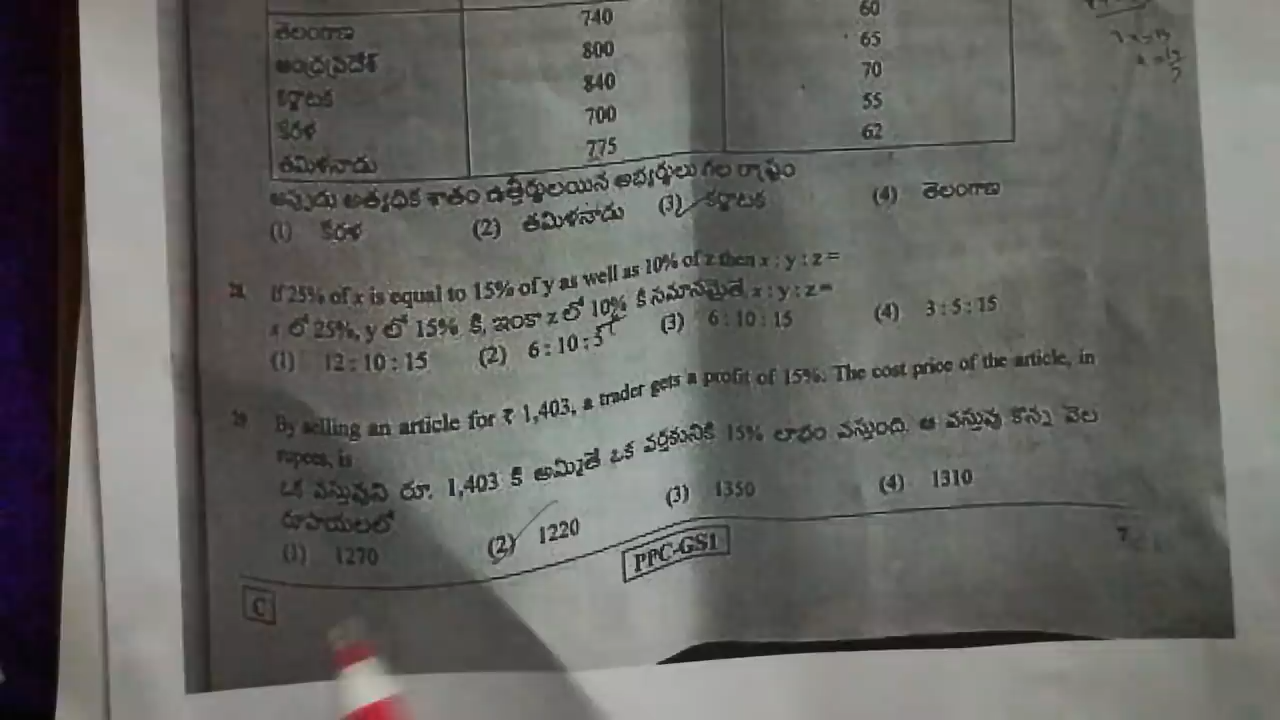 తెలంగాణ 740 60
ఆంధ్రప్రదేశ్ 800 65
కర్ణాటక 840 70
కేరళ 700 55
తమిళనాడు 775 62
అప్పుడు అత్యధిక శాతం ఉత్తీర్ణులయిన అభ్యర్థులు గల రాష్ట్రం
(1) కేరళ (2) తమిళనాడు (3) కర్ణాటక (4) తెలంగాణ
If 25% of x is equal to 15% of y as well as 10% of z then x : y : z =
x లో 25%, y లో 15% కి, ఇంకా z లో 10% కి సమానమైతే, x : y : z =
(1) 12 : 10 : 15 (2) 6 : 10 : (3) 6 : 10 : 15 (4) 3 : 5 : 15
By selling an article for ₹ 1,403, a trader gets a profit of 15%. The cost price of the article, in
rupees, is
ఒక వస్తువుని రూ. 1,403 కి అమ్మితే ఒక వర్తకునికి 15% లాభం వస్తుంది. ఆ వస్తువు కొన్న వెల
రూపాయలలో
(1) 1270 (2) 1220 (3) 1350 (4) 1310
PPC-GS1
7
C